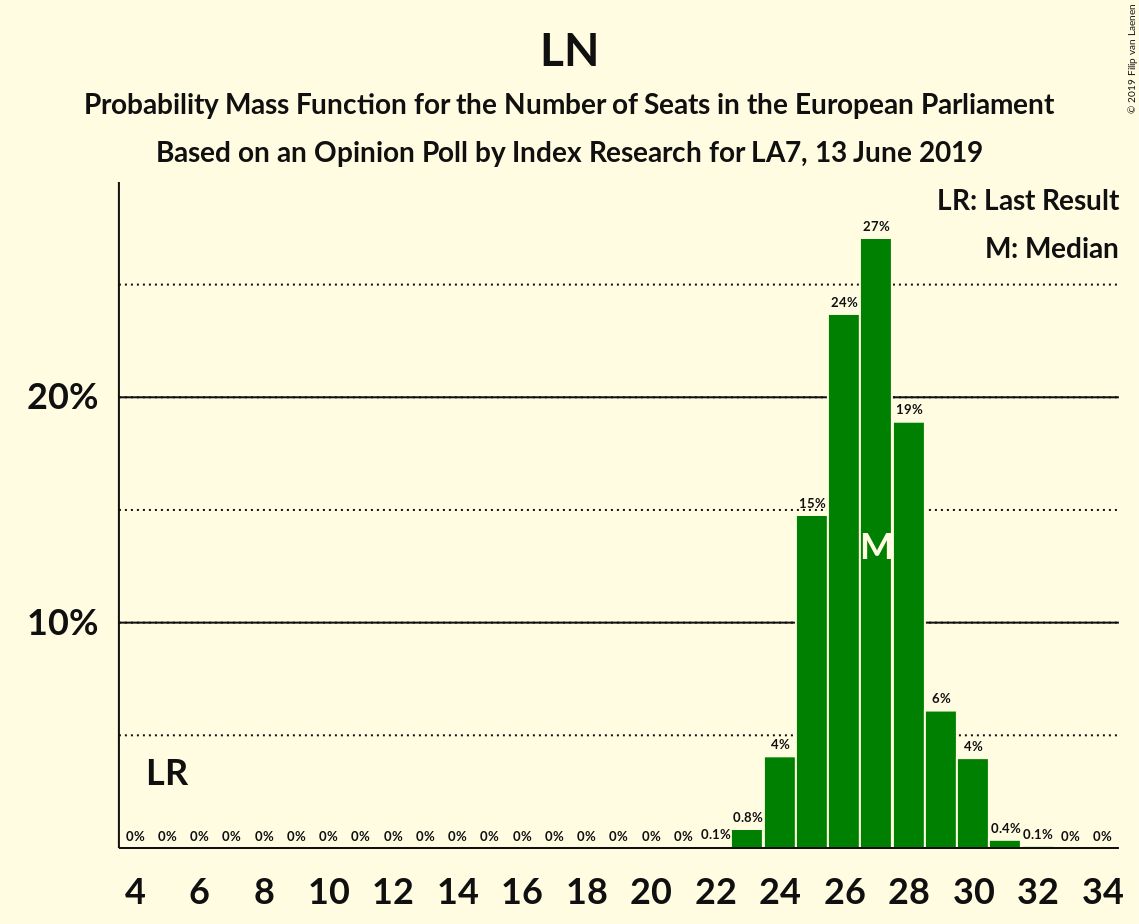 LN
Probability Mass Function for the Number of Seats in the European Parliament
Based on an Opinion Poll by Index Research for LA7, 13 June 2019
© 2019 Filip van Laenen
LR: Last Result
M: Median
27%
24%
20%
19%
15%
M
10%
6%
4% 4%
LR
0.8%
0% 0% 0% 0% 0% 0% 0% 0% 0% 0% 0% 0% 0% 0% 0% 0% 0% 0% 0.1% 0.4% 0.1% 0% 0%
4 6 8 10 12 14 16 18 20 22 24 26 28 30 32 34